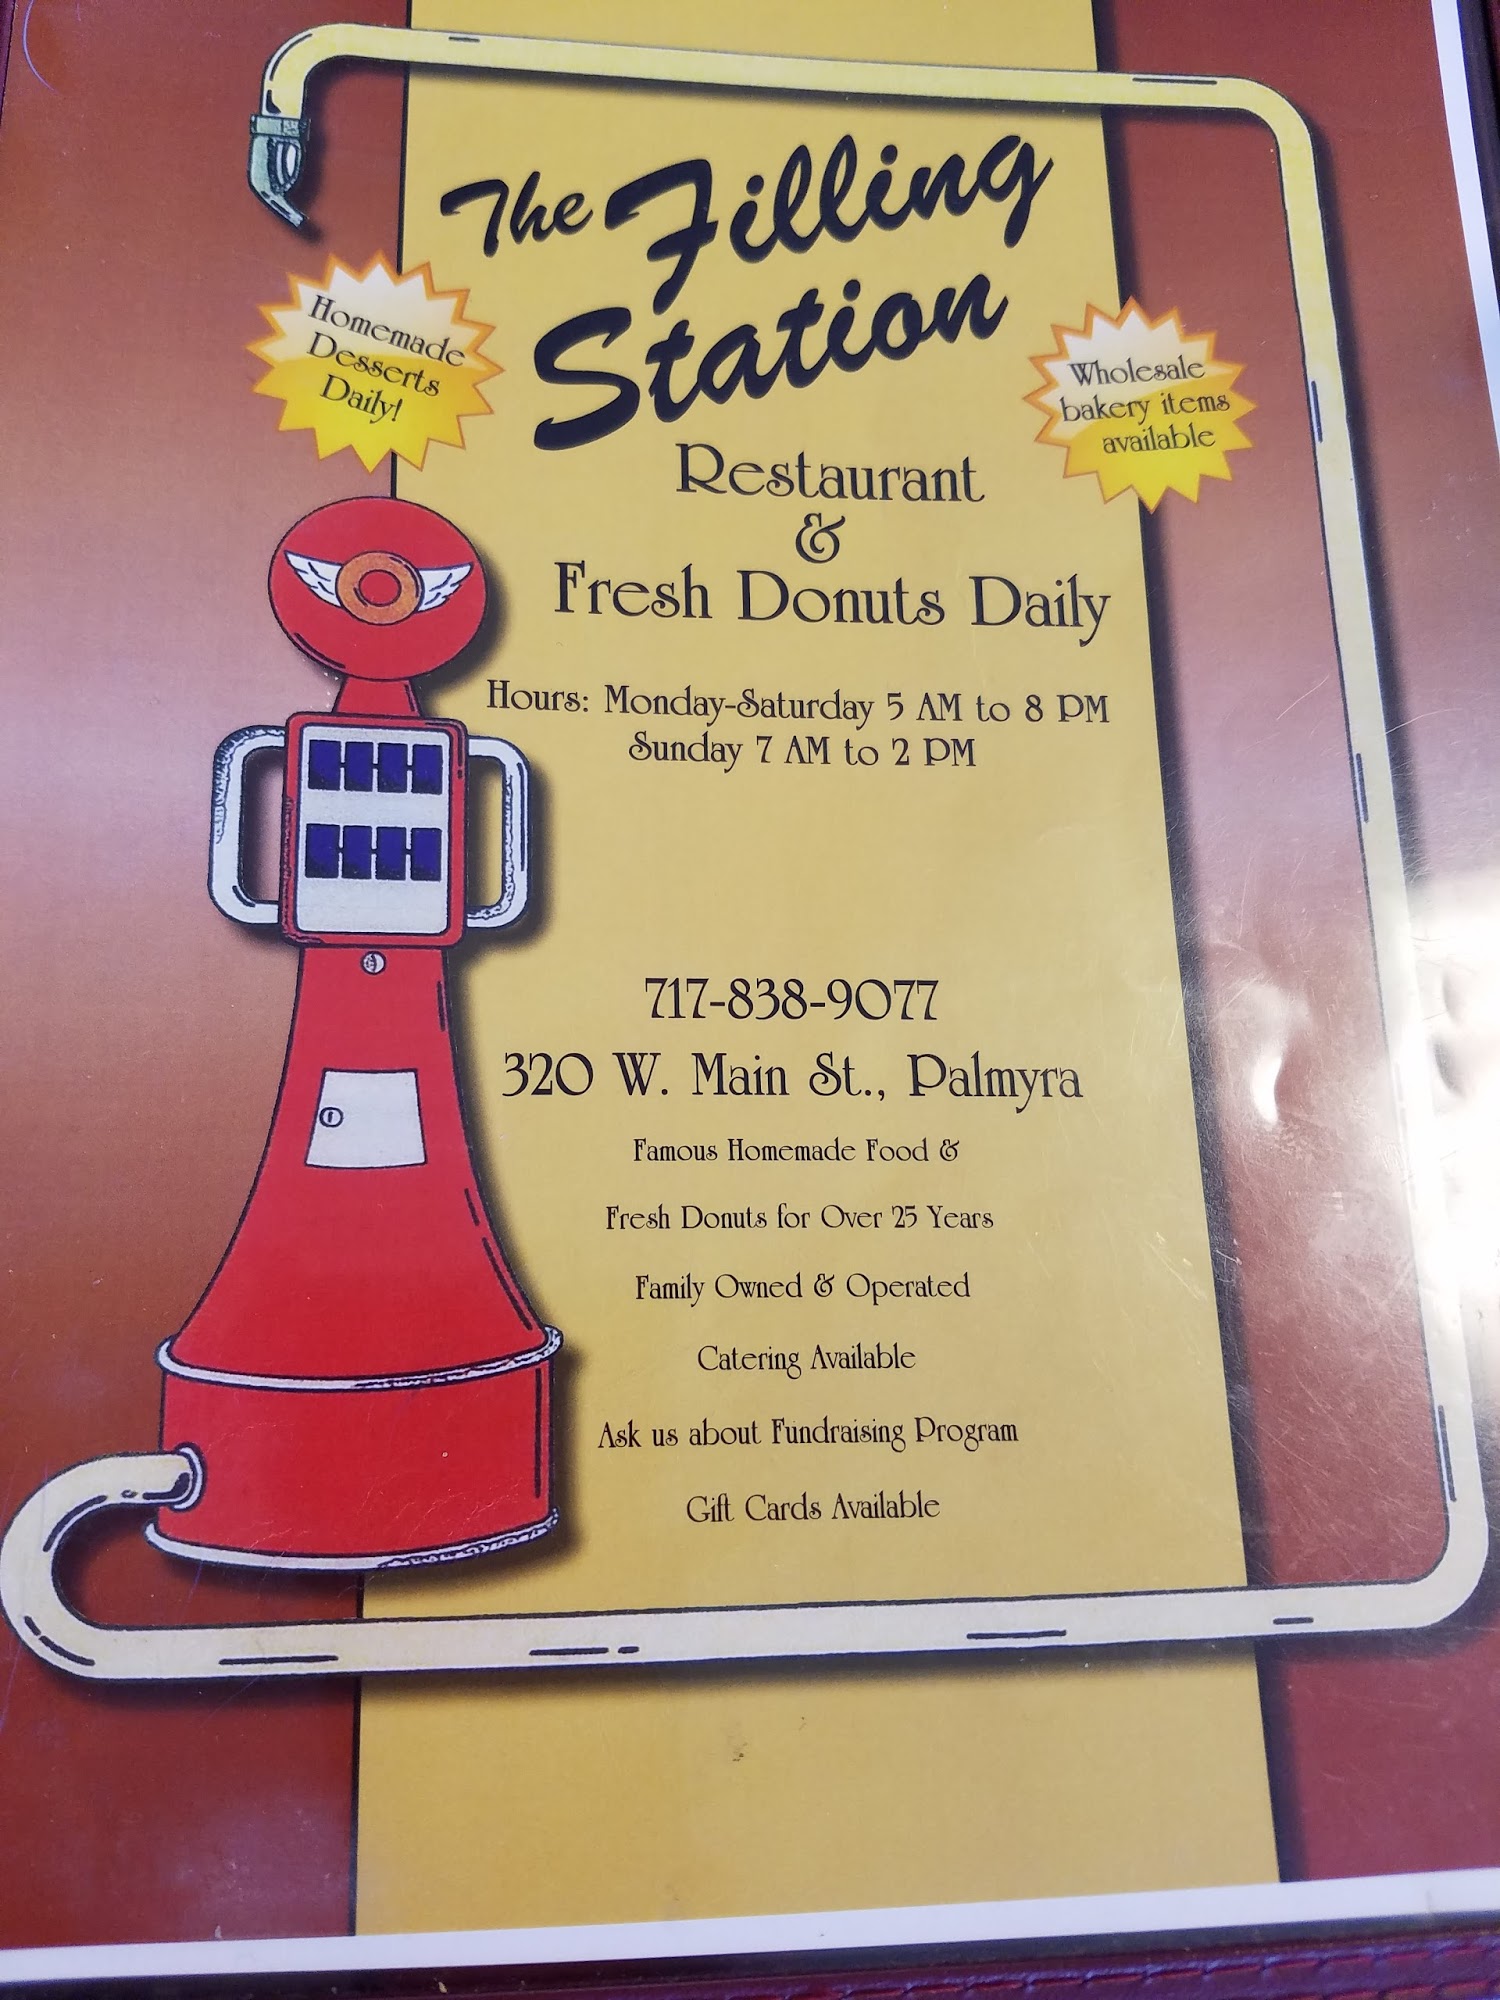 The Filling
Station
Homemade
Desserts
Daily!
Wholesale
bakery items
available
Restaurant
&
Fresh Donuts Daily
Hours: Monday-Saturday 5 AM to 8 PM
Sunday 7 AM to 2 PM
717-838-9077
320 W. Main St., Palmyra
Famous Homemade Food &
Fresh Donuts for Over 25 Years
Family Owned & Operated
Catering Available
Ask us about Fundraising Program
Gift Cards Available